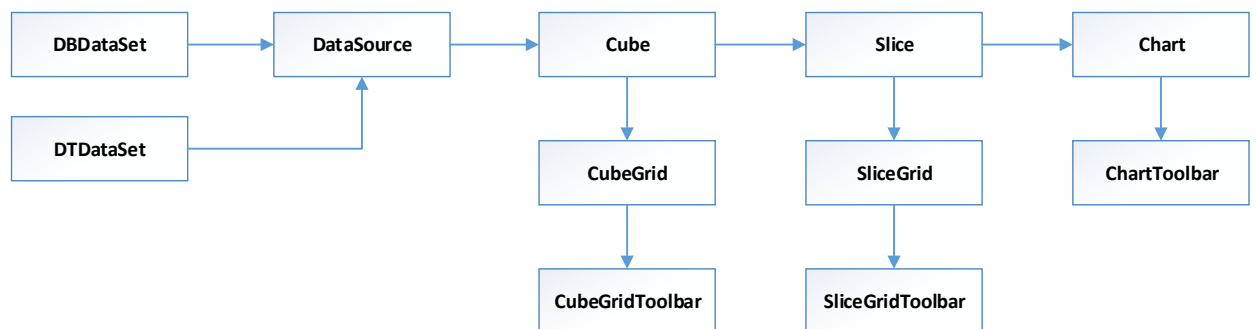 DBDataSet
DataSource
Cube
Slice
Chart
DTDataSet
CubeGrid
SliceGrid
ChartToolbar
CubeGridToolbar
SliceGridToolbar